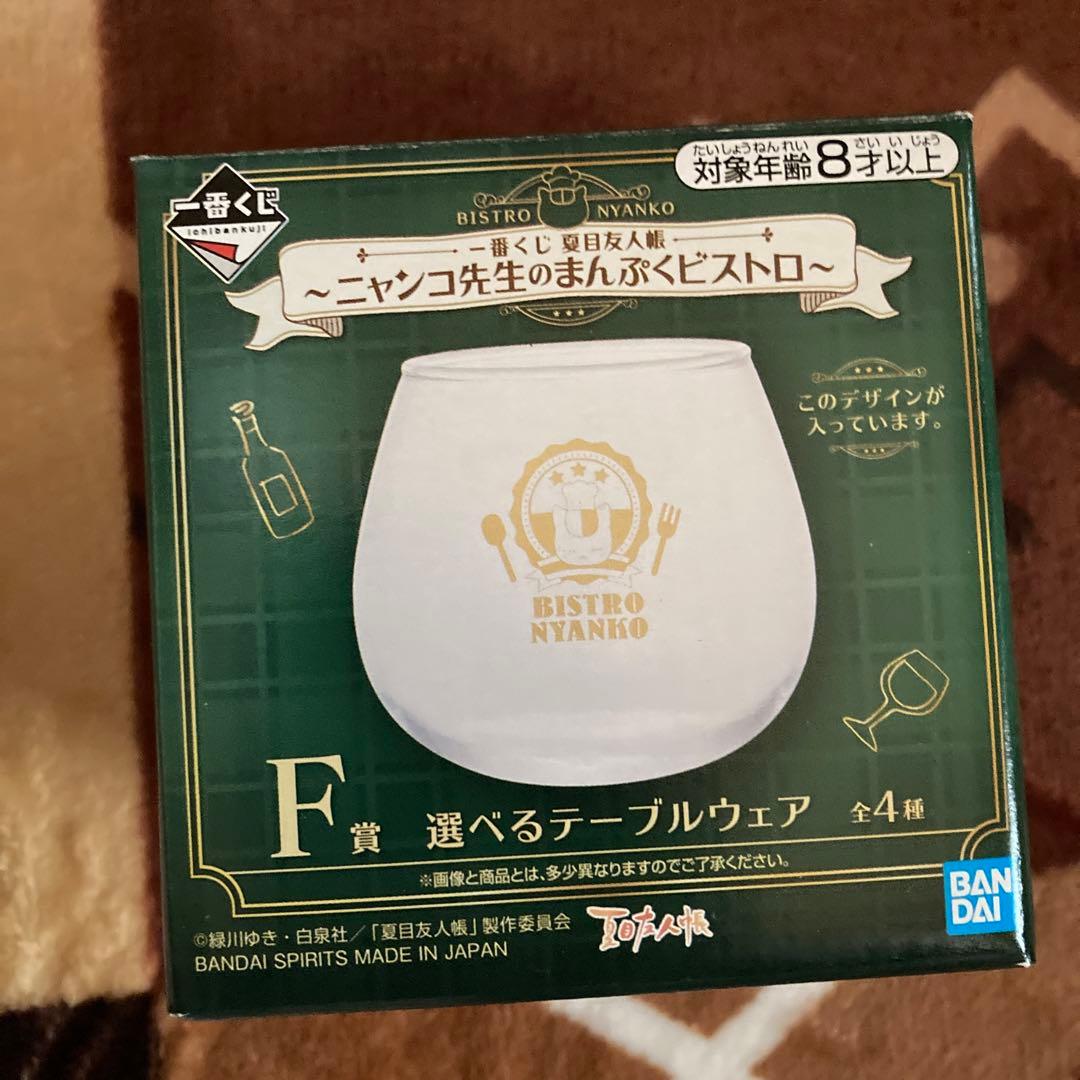 たいしょうねんれい さいいじょう
対象年齢8才以上
一番くじ
ichibankuji
BISTRO NYANKO
一番くじ 夏目友人帳
～ニャンコ先生のまんぷくビストロ～
このデザインが
入っています。
BISTRO
NYANKO
F賞 選べるテーブルウェア 全4種
※画像と商品とは、多少異なりますのでご了承ください。
BAN
DAI
©緑川ゆき・白泉社／「夏目友人帳」製作委員会
夏目友人帳
BANDAI SPIRITS MADE IN JAPAN